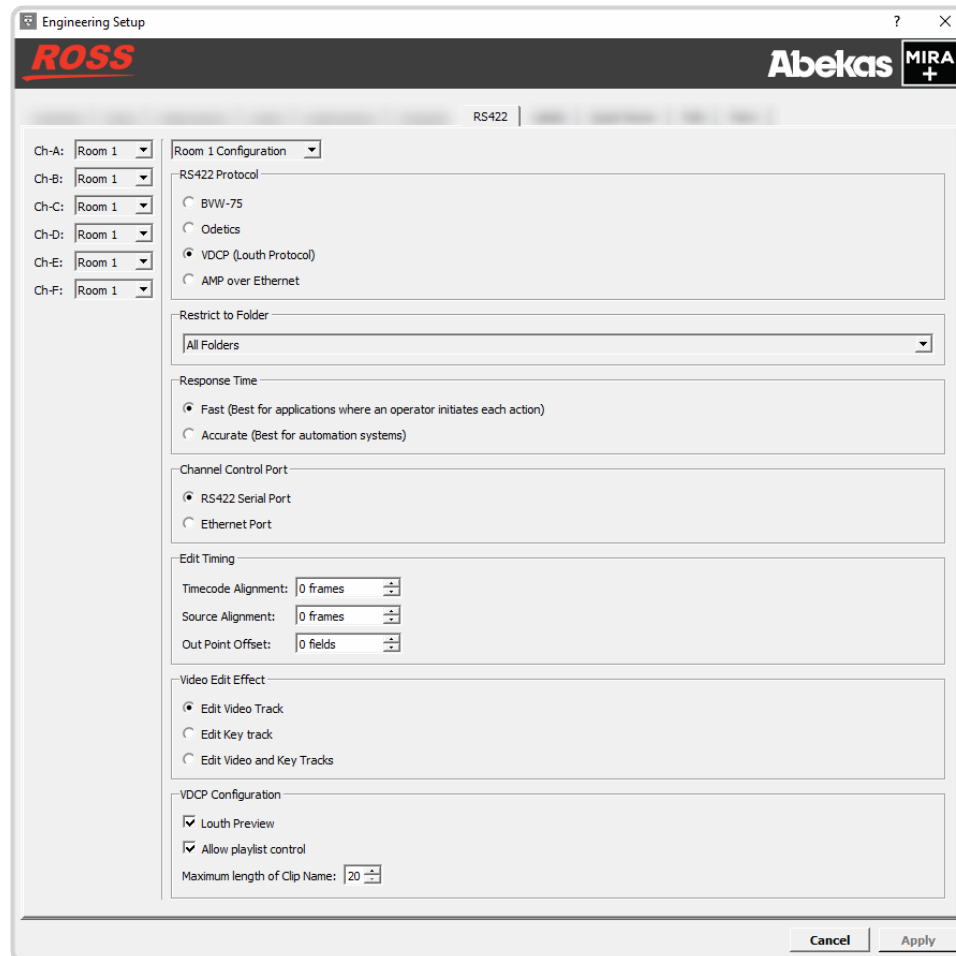 Engineering Setup ? ×
ROSS Abekas MIRA +
RS422
Ch-A: Room 1
Ch-B: Room 1
Ch-C: Room 1
Ch-D: Room 1
Ch-E: Room 1
Ch-F: Room 1
Room 1 Configuration
RS422 Protocol
BVW-75
Odetics
VDCP (Louth Protocol)
AMP over Ethernet
Restrict to Folder
All Folders
Response Time
Fast (Best for applications where an operator initiates each action)
Accurate (Best for automation systems)
Channel Control Port
RS422 Serial Port
Ethernet Port
Edit Timing
Timecode Alignment: 0 frames
Source Alignment: 0 frames
Out Point Offset: 0 fields
Video Edit Effect
Edit Video Track
Edit Key track
Edit Video and Key Tracks
VDCP Configuration
Louth Preview
Allow playlist control
Maximum length of Clip Name: 20
Cancel Apply